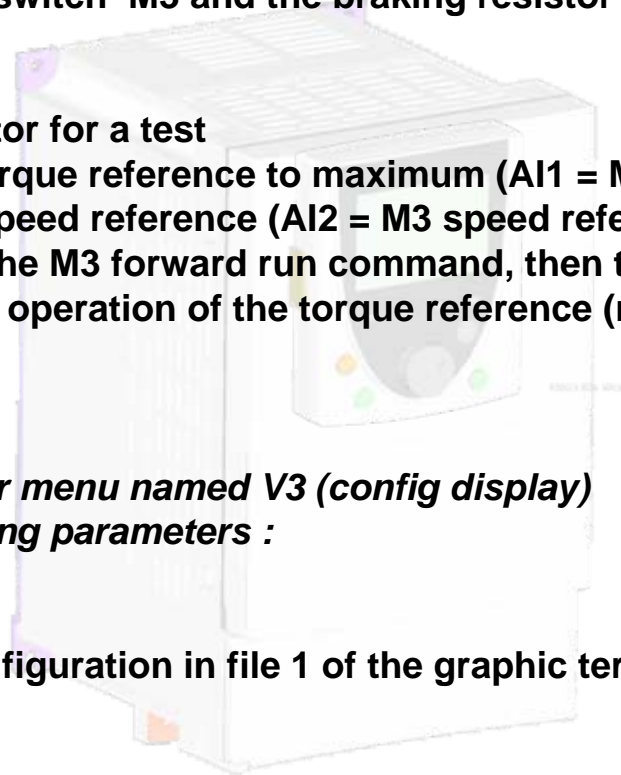 switch M3 and the braking resistor
tor for a test
rque reference to maximum (AI1 =
peed reference (AI2 = M3 speed refe
he M3 forward run command, then t
operation of the torque reference (
r menu named V3 (config display)
ng parameters :
figuration in file 1 of the graphic ter